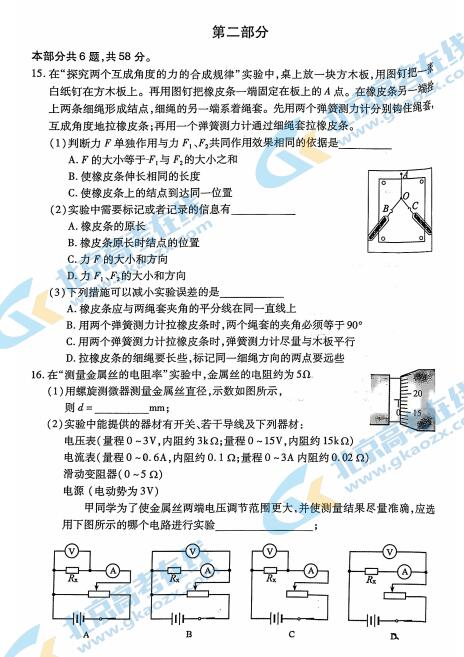 第二部分
本部分共6题,共58分。
15.在“探究两个互成角度的力的合成规律”实验中,桌上放一块方木板,用图钉把一张
白纸钉在方木板上。再用图钉把橡皮条一端固定在板上的A点。在橡皮条另一端拴
上两条细绳形成结点,细绳的另一端系着绳套。先用两个弹簧测力计分别钩住绳套,
互成角度地拉橡皮条;再用一个弹簧测力计通过细绳套拉橡皮条。
(1)判断力F单独作用与力F₁、F₂共同作用效果相同的依据是
A.F的大小等于F₁与F₂的大小之和
B.使橡皮条伸长相同的长度
C.使橡皮条上的结点到达同一位置
A
O
B
C
(2)实验中需要标记或者记录的信息有
A.橡皮条的原长
B.橡皮条原长时结点的位置
C.力F的大小和方向
D.力F₁、F₂的大小和方向
(3)下列措施可以减小实验误差的是
A.橡皮条应与两绳套夹角的平分线在同一直线上
B.用两个弹簧测力计拉橡皮条时,两个绳套的夹角必须等于90°
C.用两个弹簧测力计拉橡皮条时,弹簧测力计尽量与木板平行
D.拉橡皮条的细绳要长些,标记同一细绳方向的两点要远些
16.在“测量金属丝的电阻率”实验中,金属丝的电阻约为5Ω
(1)用螺旋测微器测量金属丝直径,示数如图所示,
则d= mm;
0
20
15
(2)实验中能提供的器材有开关、若干导线及下列器材:
电压表(量程0~3V,内阻约3kΩ;量程0~15V,内阻约15kΩ)
电流表(量程0~0.6A,内阻约0.1Ω;量程0~3A内阻约0.02Ω)
滑动变阻器(0~5Ω)
电源(电动势为3V)
甲同学为了使金属丝两端电压调节范围更大,并使测量结果尽量准确,应选
用下图所示的哪个电路进行实验 ;
V V V V
Rx A Rx A Rx A Rx A
A B C D.
北京高考在线
www.gkaozx.com